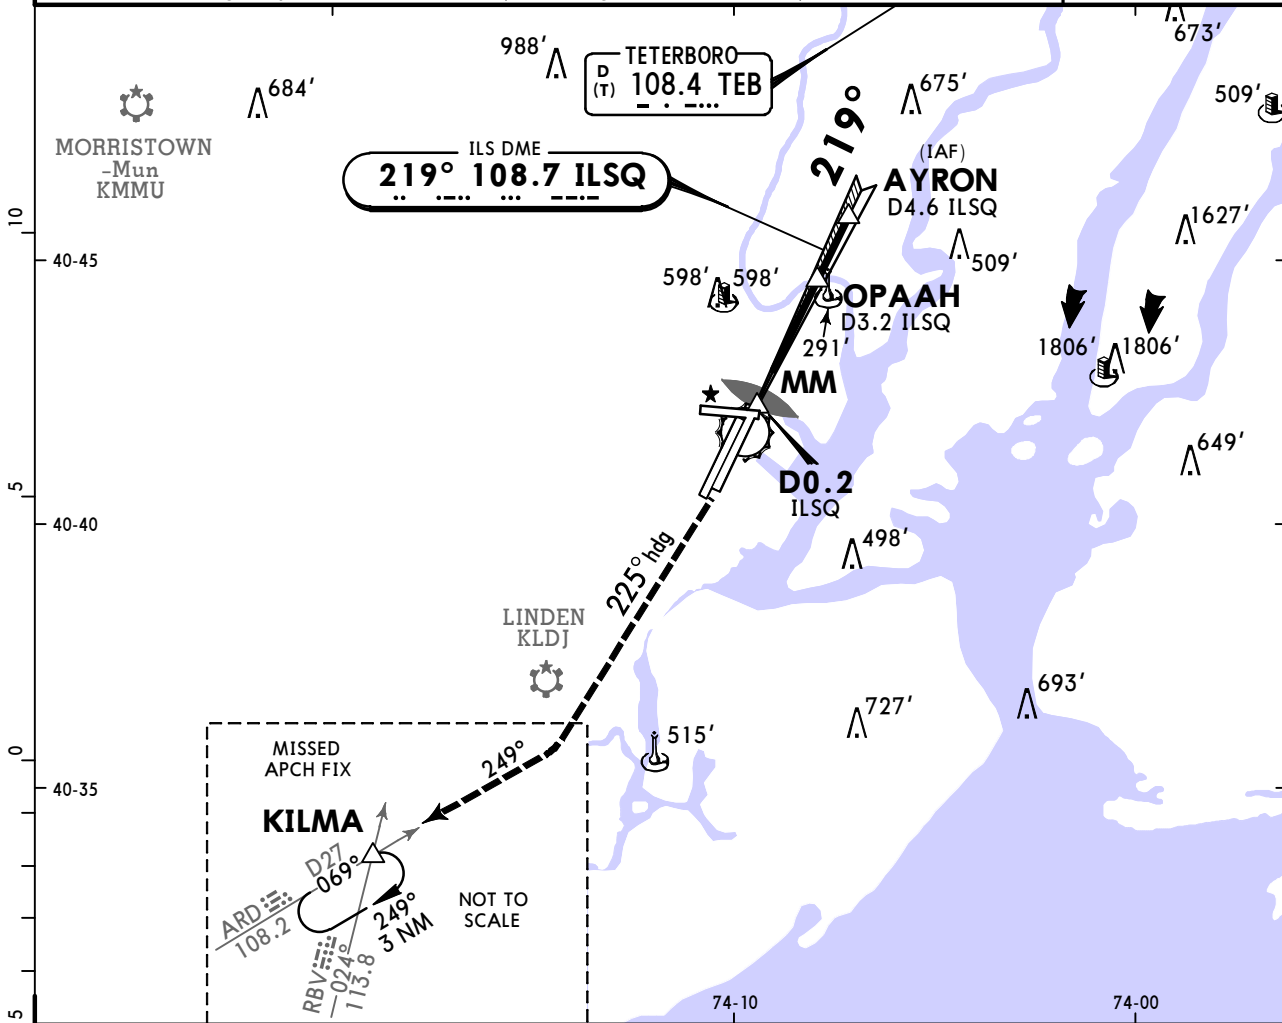 673'
988'
TETERBORO
D
(T)
108.4 TEB
684'
675'
509'
MORRISTOWN
-Mun
KMMU
ILS DME
219° 108.7 ILSQ
219°
(IAF)
AYRON
D4.6 ILSQ
1627'
10
40-45
509'
598'
598'
OPAAH
D3.2 ILSQ
291'
1806'
1806'
MM
649'
D0.2
ILSQ
5
40-40
498'
225° hdg
LINDEN
KLDJ
693'
727'
515'
0
40-35
MISSED
APCH FIX
249°
KILMA
D27
069°
ARD
108.2
249°
3 NM
NOT TO
SCALE
RBV
024°
113.8
5
74-10
74-00